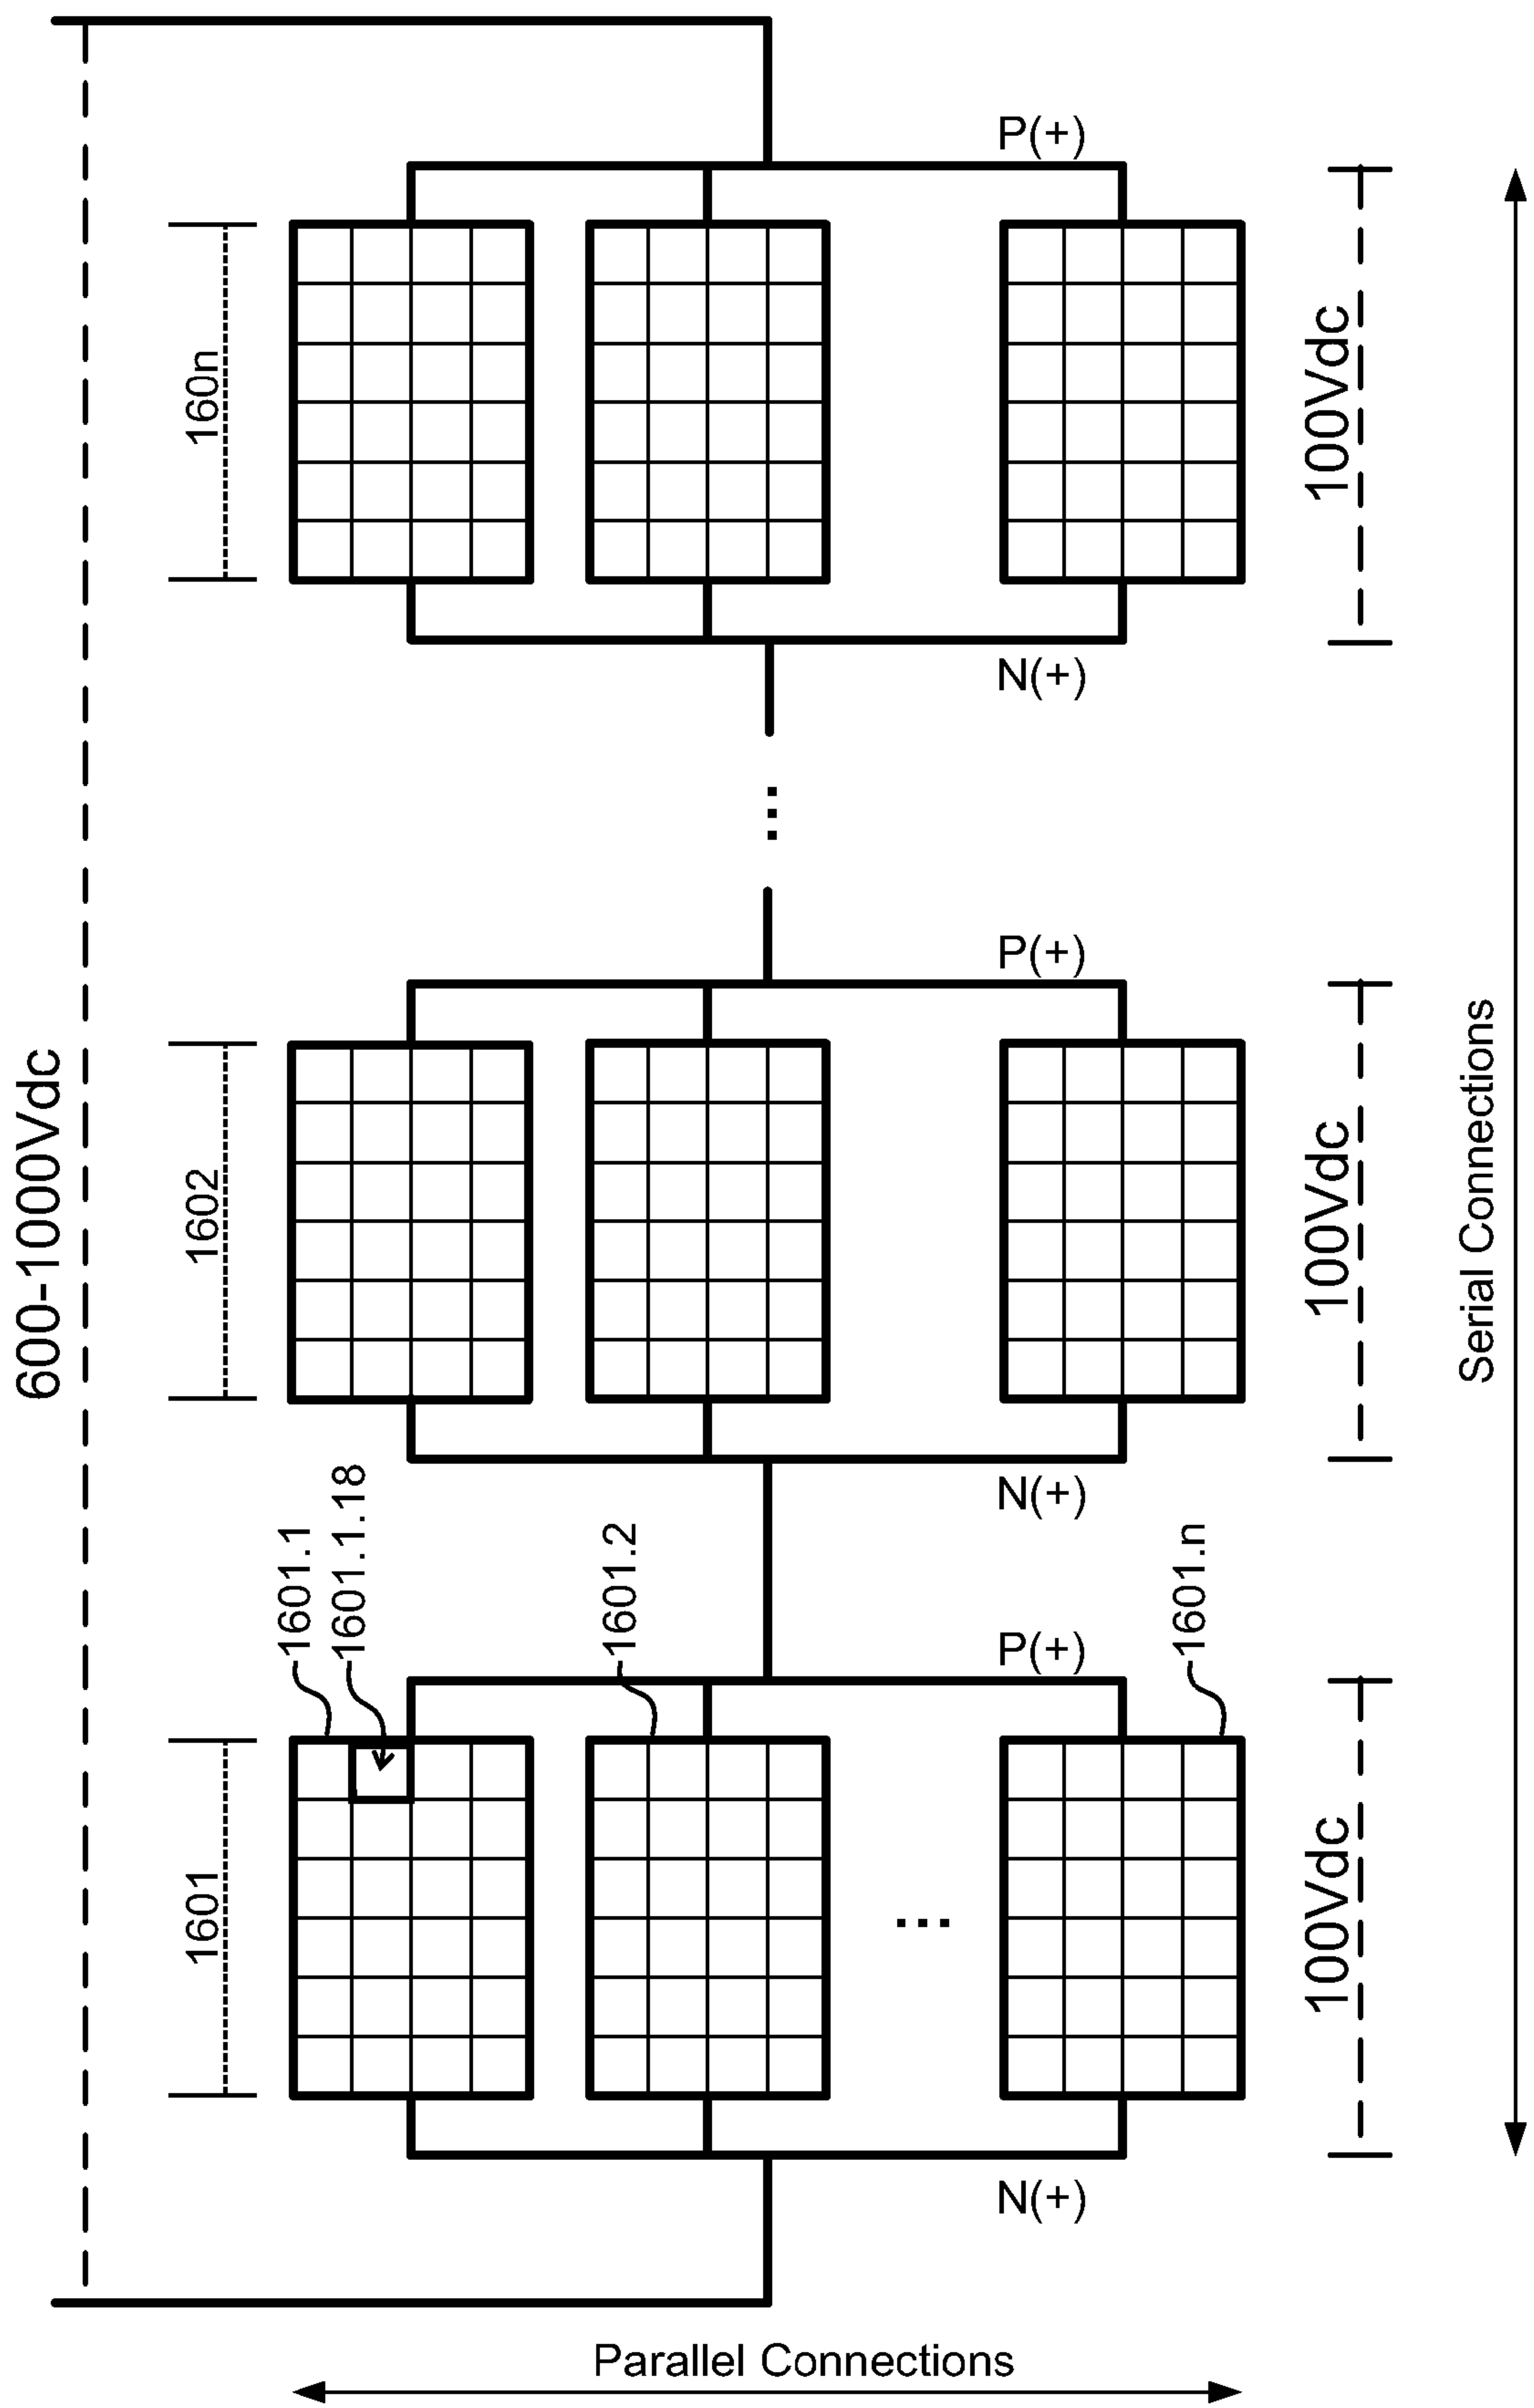 P(+)
160n
100Vdc
N(+)
...
P(+)
600-1000Vdc
1602
100Vdc
Serial Connections
N(+)
1601.1
1601.1.18
1601.2
1601.n
P(+)
1601
...
100Vdc
N(+)
Parallel Connections